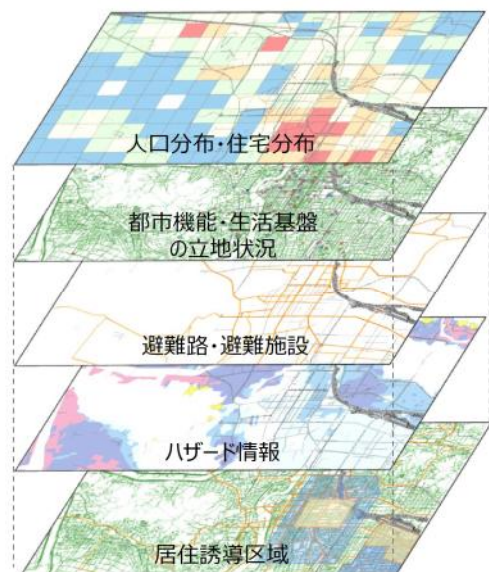 人口分布・住宅分布
都市機能・生活基盤
の立地状況
避難路・避難施設
ハザード情報
居住誘導区域